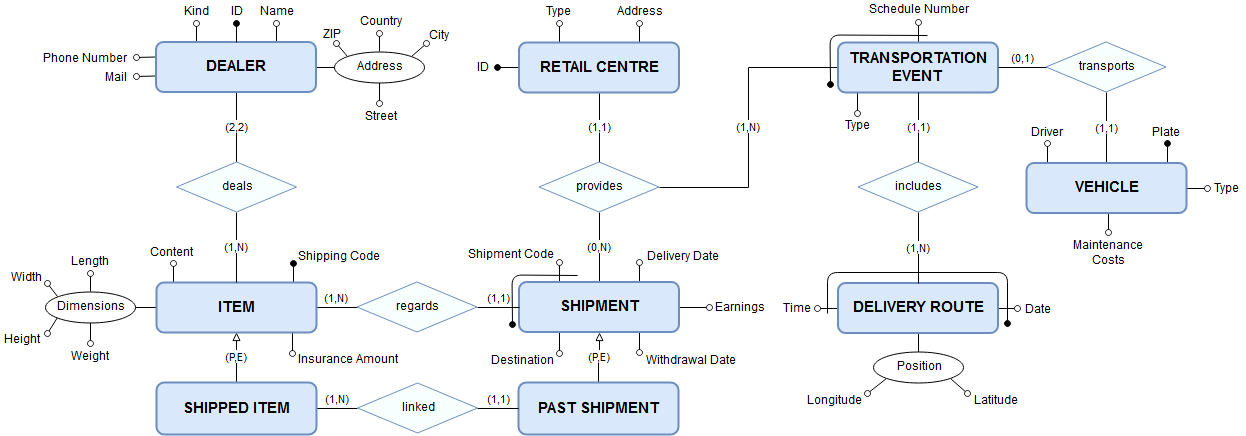 Kind
ID
Name
Phone Number
Mail
DEALER
ZIP
Country
City
Address
Street
Type
Address
ID
RETAIL CENTRE
Schedule Number
TRANSPORTATION
EVENT
Type
(0,1)
transports
(2,2)
(1,1)
(1,N)
(1,1)
(1,1)
Driver
Plate
VEHICLE
Type
Maintenance
Costs
deals
provides
includes
(1,N)
(0,N)
(1,N)
Content
Shipping Code
Length
Width
Dimensions
Height
Weight
ITEM
Insurance Amount
(1,N)
regards
(1,1)
Shipment Code
Delivery Date
SHIPMENT
Earnings
Destination
Withdrawal Date
Time
DELIVERY ROUTE
Date
Position
Longitude
Latitude
(P,E)
(P,E)
SHIPPED ITEM
(1,N)
linked
(1,1)
PAST SHIPMENT